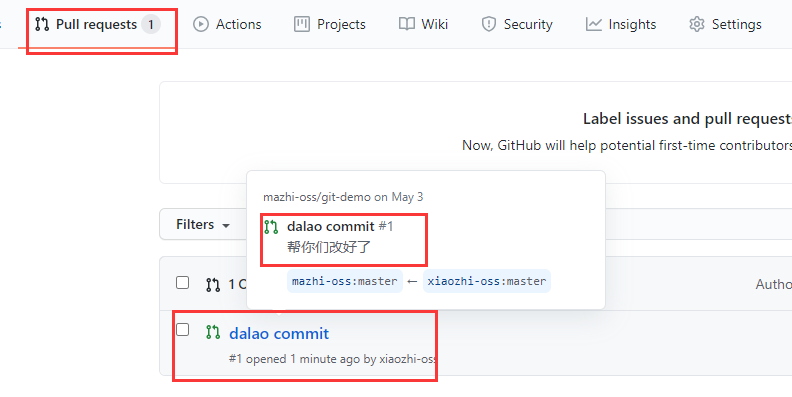 Pull requests 1 Actions Projects Wiki Security Insights Settings
Label issues and pull requests
Now, GitHub will help potential first-time contributors
mazhi-oss/git-demo on May 3
dalao commit #1
帮你们改好了
Filters
mazhi-oss:master ← xiaozhi-oss:master
1
dalao commit
#1 opened 1 minute ago by xiaozhi-oss